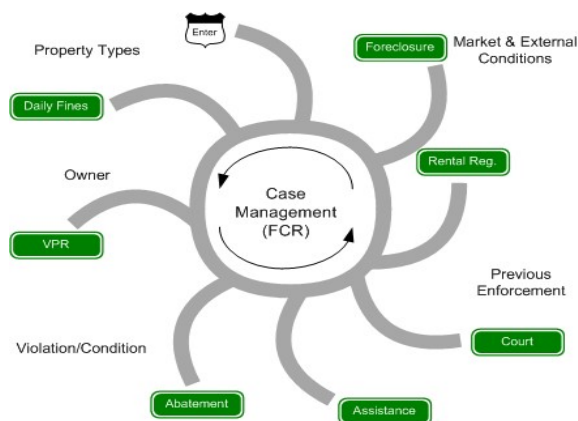 Enter
Property Types
Foreclosure
Market & External
Conditions
Daily Fines
Rental Reg.
Owner
Case
Management
(FCR)
VPR
Previous
Enforcement
Court
Violation/Condition
Abatement
Assistance